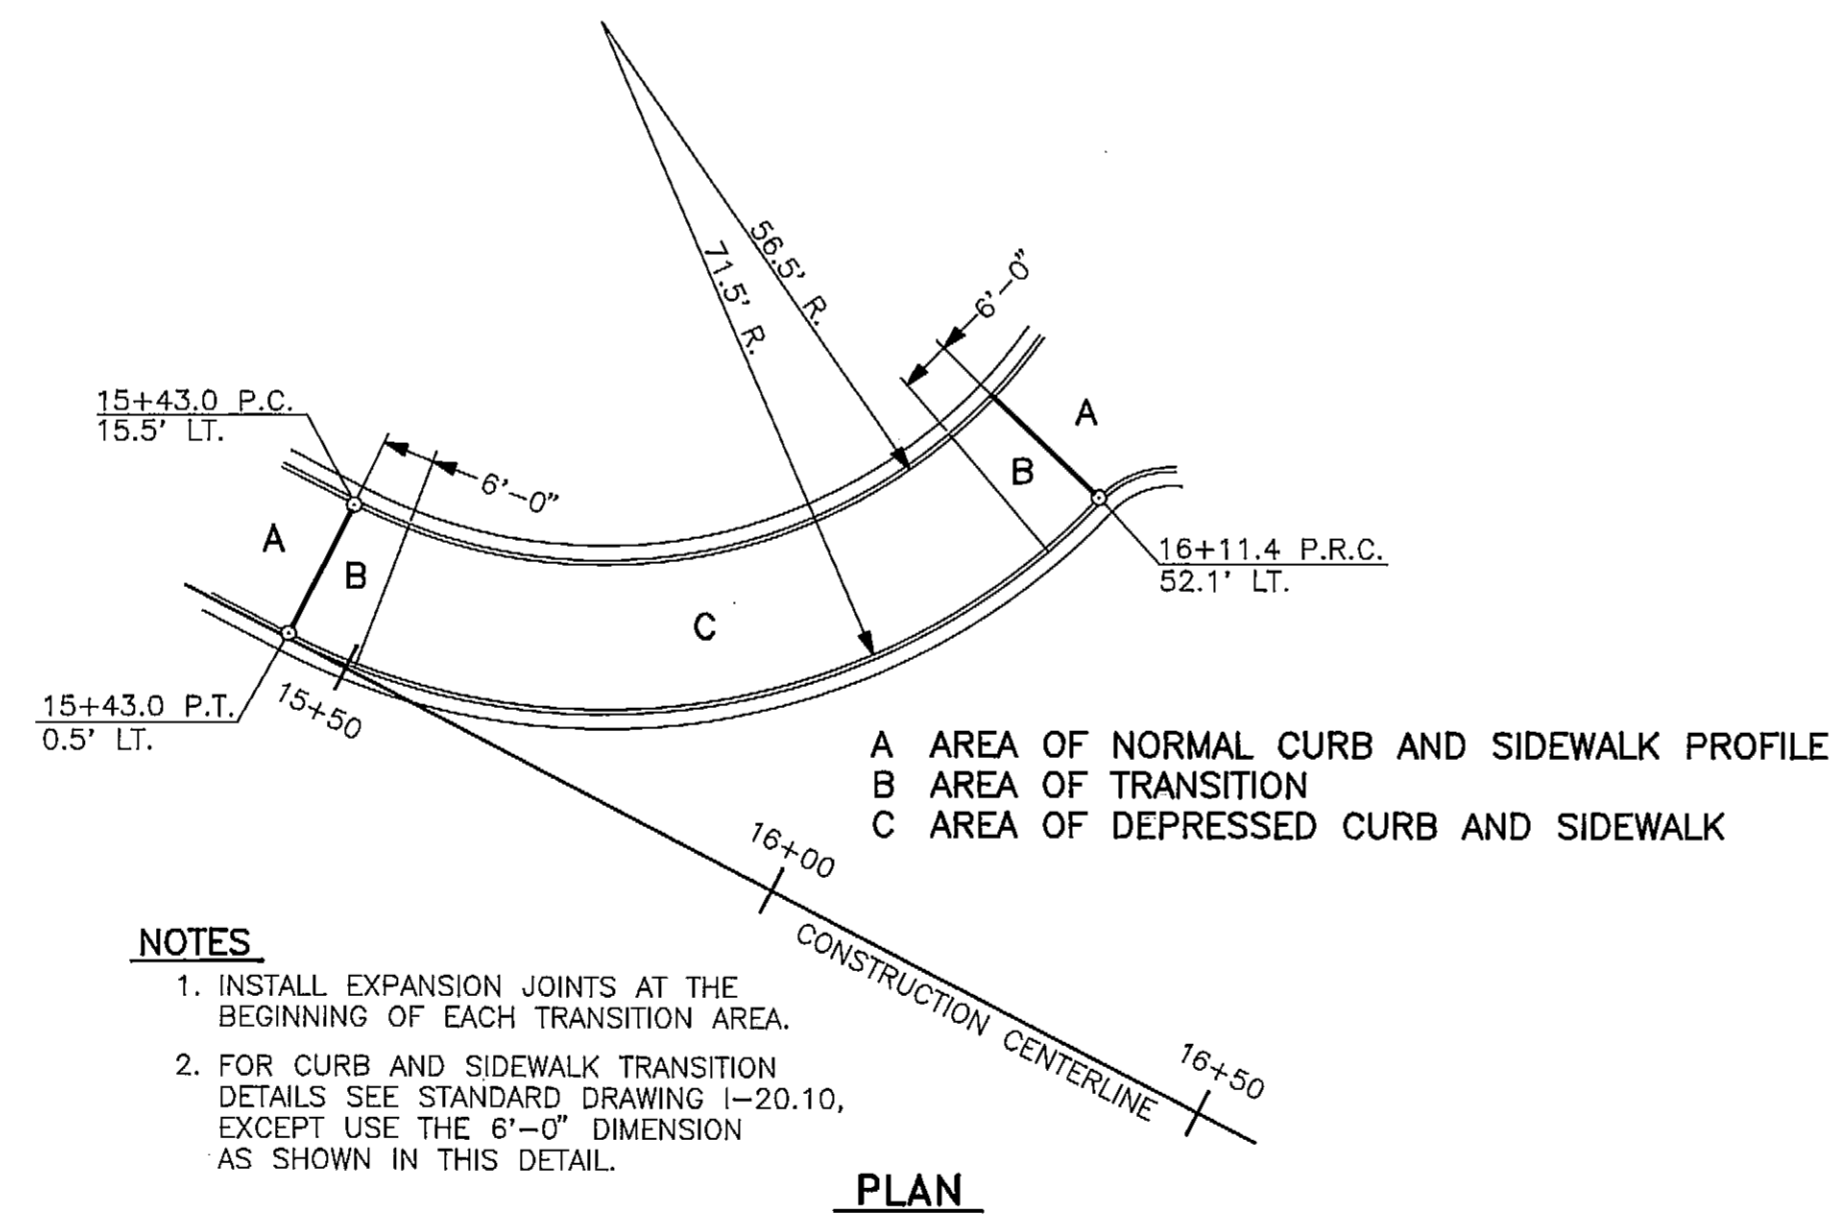 56.5' R.
71.5' R.
6'-0"
A
15+43.0 P.C.
15.5' LT.
6'-0"
B
A
B
16+11.4 P.R.C.
52.1' LT.
C
15+43.0 P.T.
0.5' LT.
15+50
A AREA OF NORMAL CURB AND SIDEWALK PROFILE
B AREA OF TRANSITION
C AREA OF DEPRESSED CURB AND SIDEWALK
16+00
CONSTRUCTION CENTERLINE
16+50
NOTES
1. INSTALL EXPANSION JOINTS AT THE
BEGINNING OF EACH TRANSITION AREA.
2. FOR CURB AND SIDEWALK TRANSITION
DETAILS SEE STANDARD DRAWING I-20.10,
EXCEPT USE THE 6'-0" DIMENSION
AS SHOWN IN THIS DETAIL.
PLAN